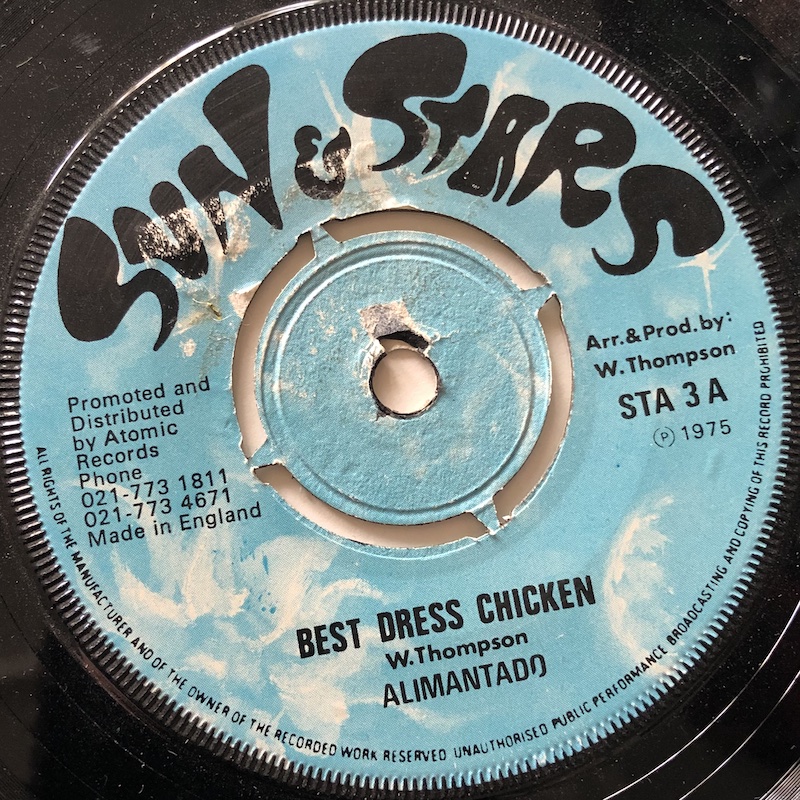 SUN & STARS
Arr.&Prod.by:
W.Thompson
STA 3 A
Ⓟ 1975
Promoted and
Distributed
by Atomic
Records
Phone
021-773 1811
021-773 4671
Made in England
BEST DRESS CHICKEN
W.Thompson
ALIMANTADO
ALL RIGHTS OF THE MANUFACTURER AND OF THE OWNER OF THE RECORDED WORK RESERVED UNAUTHORISED PUBLIC PERFORMANCE BROADCASTING AND COPYING OF THIS RECORD PROHIBITED